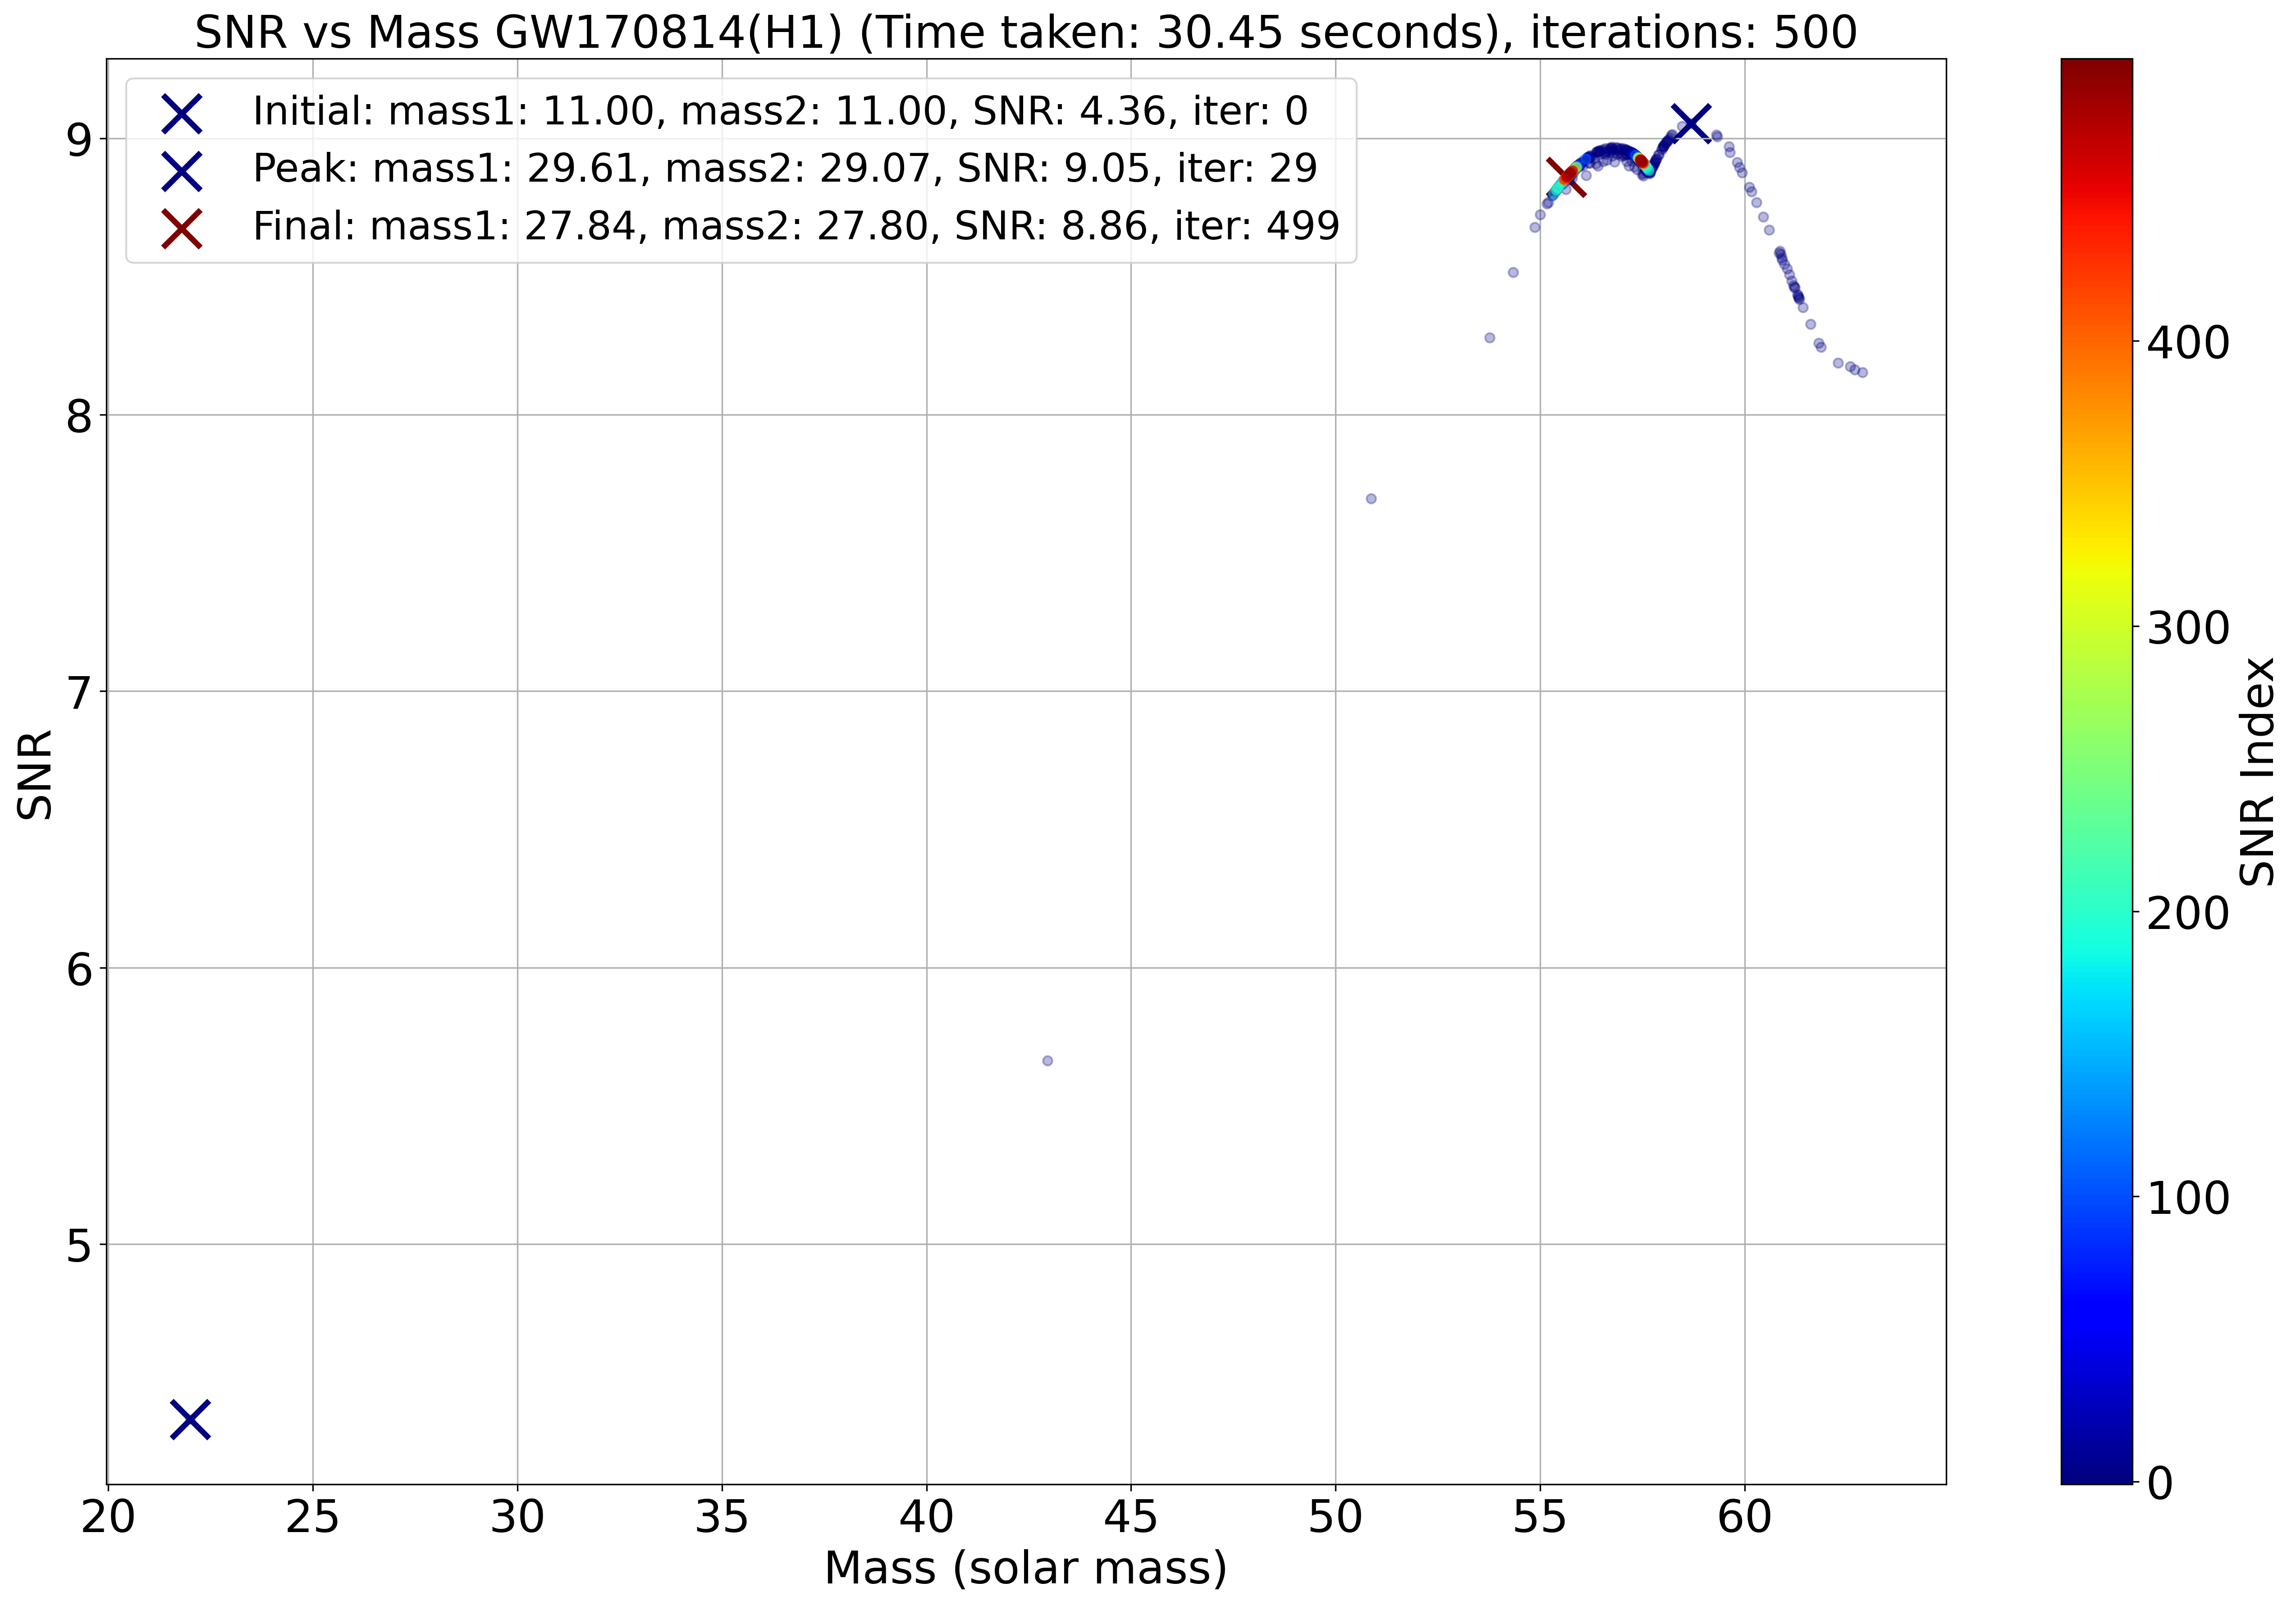 SNR vs Mass GW170814(H1) (Time taken: 30.45 seconds), iterations: 500
Initial: mass1: 11.00, mass2: 11.00, SNR: 4.36, iter: 0
Peak: mass1: 29.61, mass2: 29.07, SNR: 9.05, iter: 29
Final: mass1: 27.84, mass2: 27.80, SNR: 8.86, iter: 499
9
8
7
6
5
SNR
20 25 30 35 40 45 50 55 60
Mass (solar mass)
400
300
200
100
0
SNR Index